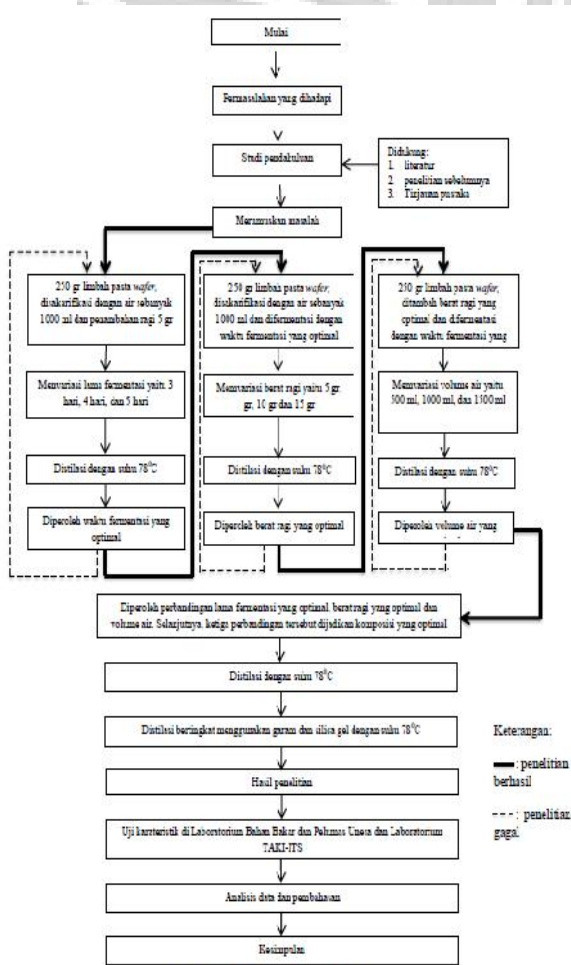 Mulai
Permasalahan yang dihadapi
Studi pendahuluan
Didukung:
1. literatur
2. penelitian sebelumnya
3. Tinjauan pustaka
Merumuskan masalah
250 gr limbah pasta wafer,
disakarifikasi dengan air sebanyak
1000 ml dan penambahan ragi 5 gr
Menvariasi lama fermentasi yaitu 3
hari, 4 hari, dan 5 hari
Distilasi dengan suhu 78⁰C
Diperoleh waktu fermentasi yang
optimal
250 gr limbah pasta wafer,
disakarifikasi dengan air sebanyak
1000 ml dan difermentasi dengan
waktu fermentasi yang optimal
Menvariasi berat ragi yaitu 5 gr,
gr, 10 gr dan 15 gr
Distilasi dengan suhu 78⁰C
Diperoleh berat ragi yang optimal
250 gr limbah pasta wafer,
ditambah berat ragi yang
optimal dan difermentasi
dengan waktu fermentasi yang
Memvariasi volume air yaitu
500 ml, 1000 ml, dan 1500 ml
Distilasi dengan suhu 78⁰C
Diperoleh volume air yang
Diperoleh perbandingan lama fermentasi yang optimal, berat ragi yang optimal dan
volume air. Selanjutnya, ketiga perbandingan tersebut dijadikan komposisi yang optimal
Distilasi dengan suhu 78⁰C
Distilasi bertingkat menggunakan garam dan silica gel dengan suhu 78⁰C
Hasil penelitian
Uji karateristik di Laboratorium Bahan Bakar dan Pelumas Unesa dan Laboratorium
TAKI-ITS
Analisis data dan pembahasan
Kesimpulan
Keterangan:
: penelitian
berhasil
: penelitian
gagal